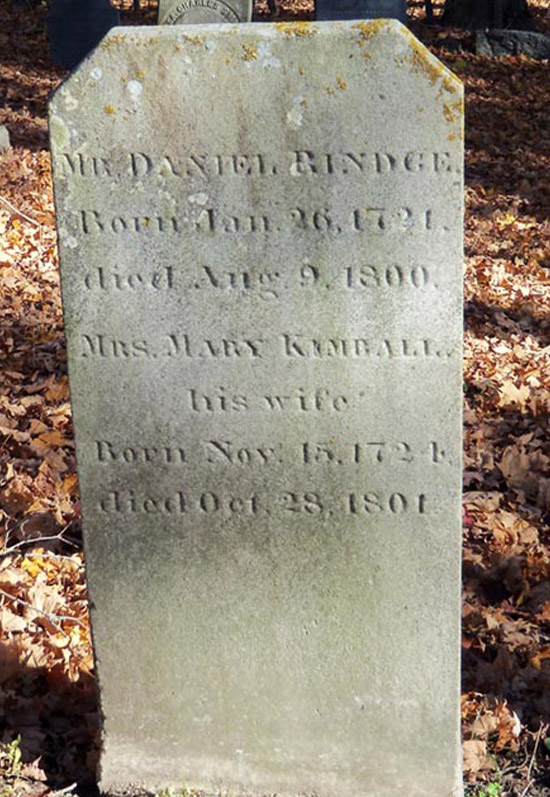 CHARLES
MR. DANIEL RINDGE.
Born Jan. 26, 1721.
died Aug. 9, 1800.
MRS. MARY KIMBALL,
his wife
Born Nov. 15, 1724.
died Oct. 28, 1801.